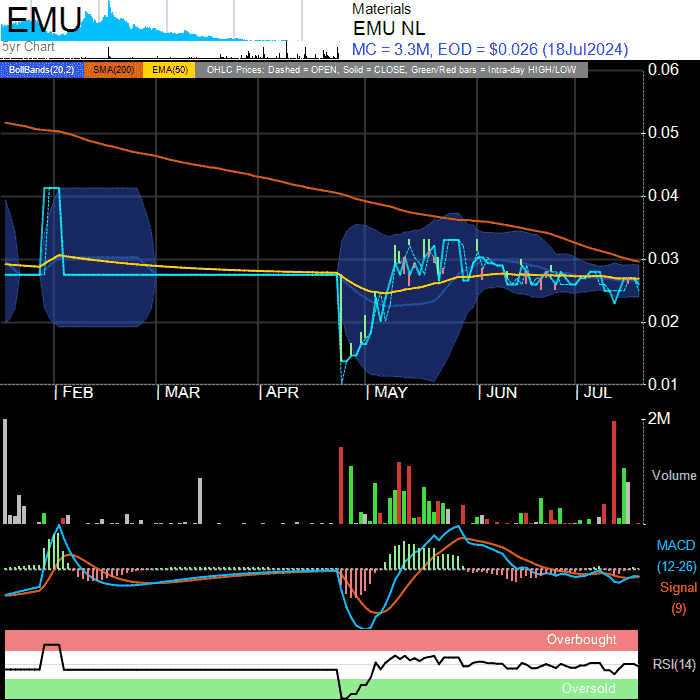 EMU
5yr Chart
Materials
EMU NL
MC = 3.3M, EOD = $0.026 (18Jul2024)
BollBands(20,2) SMA(200) EMA(50) OHLC Prices: Dashed = OPEN, Solid = CLOSE, Green/Red bars = Intra-day HIGH/LOW
0.06
0.05
0.04
0.03
0.02
0.01
| FEB | MAR | APR | MAY | JUN | JUL
2M
Volume
MACD
(12-26)
Signal
(9)
Overbought
RSI(14)
Oversold